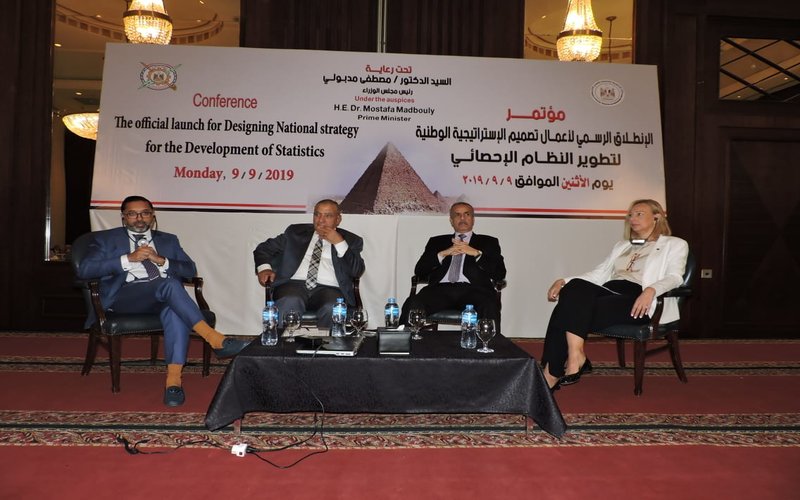 تحت رعاية
السيد الدكتور / مصطفى مدبولي
رئيس مجلس الوزراء
Under the auspices
H.E. Dr. Mostafa Madbouly
Prime Minister
Conference
The official launch for Designing National strategy
for the Development of Statistics
Monday, 9/9/2019
مؤتمر
الإنطلاق الرسمي لأعمال تصميم الإستراتيجية الوطنية
لتطوير النظام الإحصائي
يوم الأثنين الموافق ٢٠١٩/٩/٩